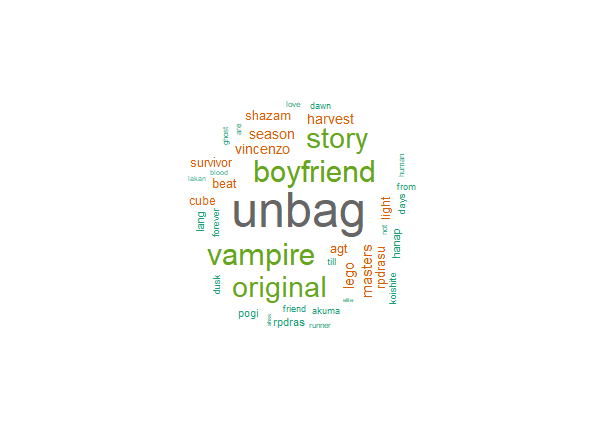 love
dawn
shazam
harvest
ghost
are
season
story
vincenzo
survivor
blood
boyfriend
human
lakan
beat
from
cube
unbag
light
days
lang
forever
not
hanap
vampire
agt
till
lego
masters
rpdrasu
dusk
original
koishite
pogi
friend
akuma
rpdras
runner